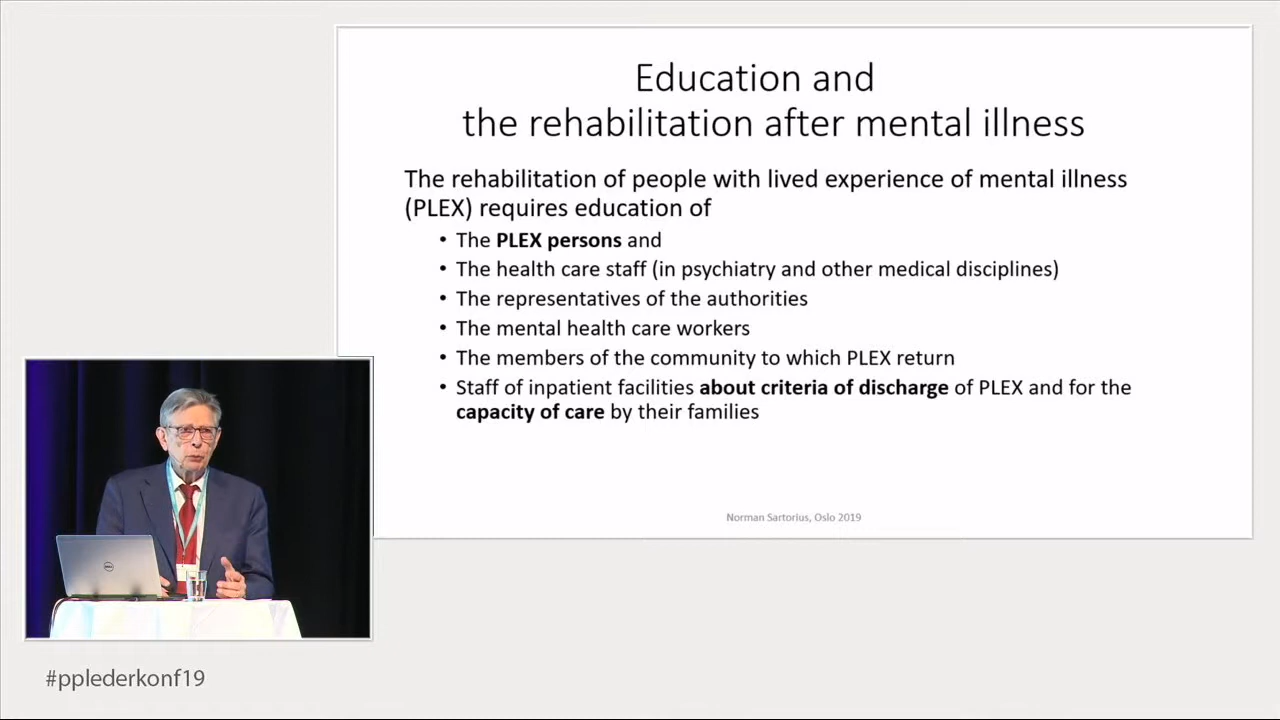 Education and
the rehabilitation after mental illness
The rehabilitation of people with lived experience of mental illness
(PLEX) requires education of
• The PLEX persons and
• The health care staff (in psychiatry and other medical disciplines)
• The representatives of the authorities
• The mental health care workers
• The members of the community to which PLEX return
• Staff of inpatient facilities about criteria of discharge of PLEX and for the
capacity of care by their families
Norman Sartorius, Oslo 2019
DELL
#pplederkonf19